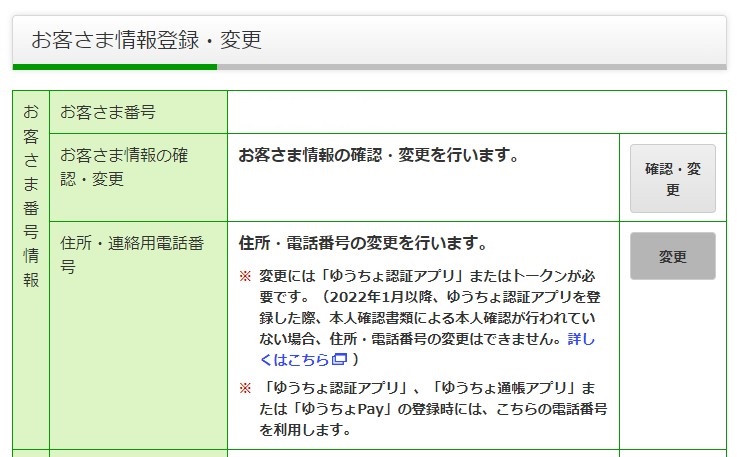 お客さま情報登録・変更
お客さま番号情報
お客さま番号
お客さま情報の確
認・変更
お客さま情報の確認・変更を行います。
確認・変
更
住所・連絡用電話番
号
住所・電話番号の変更を行います。
変更
※ 変更には「ゆうちょ認証アプリ」またはトークンが必
要です。（2022年1月以降、ゆうちょ認証アプリを登
録した際、本人確認書類による本人確認が行われてい
ない場合、住所・電話番号の変更はできません。詳し
くはこちら ）
※ 「ゆうちょ認証アプリ」、「ゆうちょ通帳アプリ」ま
たは「ゆうちょPay」の登録時には、こちらの電話番号
を利用します。